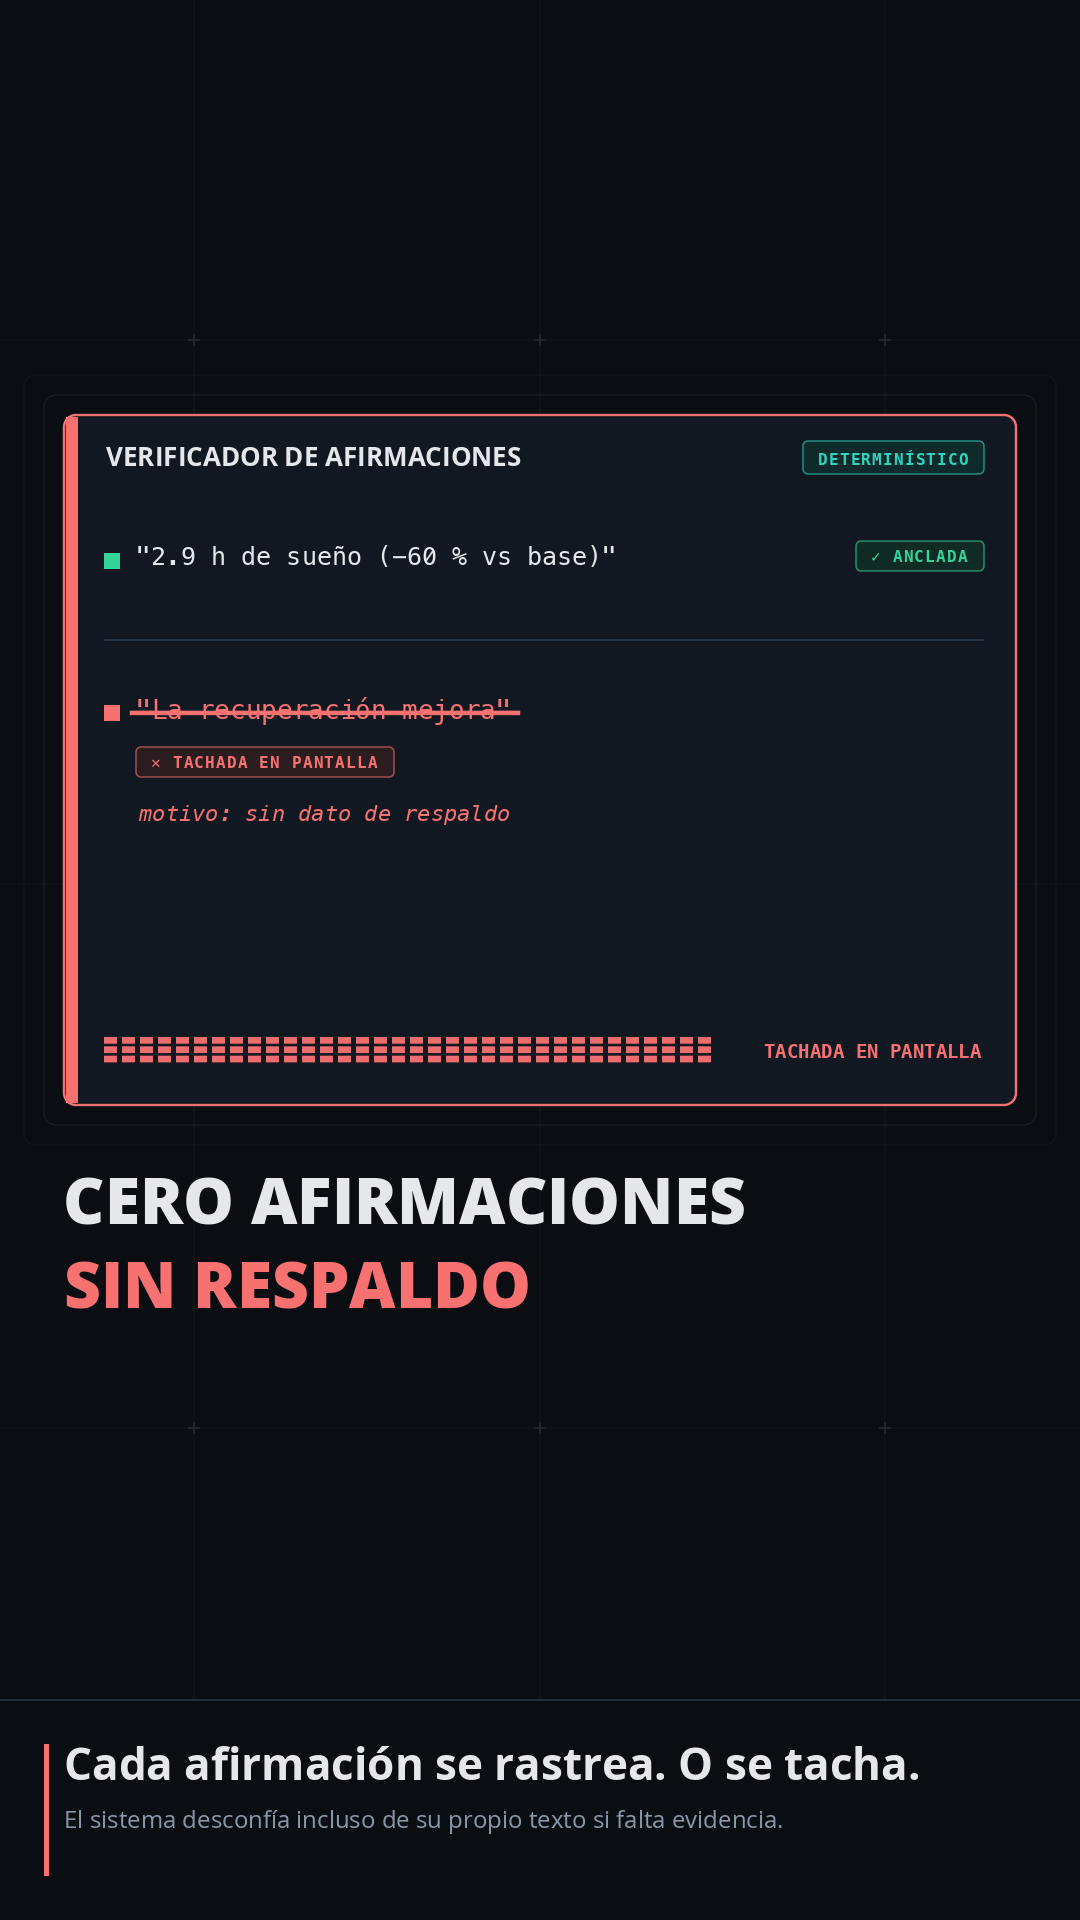 VERIFICADOR DE AFIRMACIONES
DETERMINÍSTICO
"2.9 h de sueño (−60 % vs base)"
✓ ANCLADA
"La recuperación mejora"
✕ TACHADA EN PANTALLA
motivo: sin dato de respaldo
TACHADA EN PANTALLA
CERO AFIRMACIONES
SIN RESPALDO
Cada afirmación se rastrea. O se tacha.
El sistema desconfía incluso de su propio texto si falta evidencia.